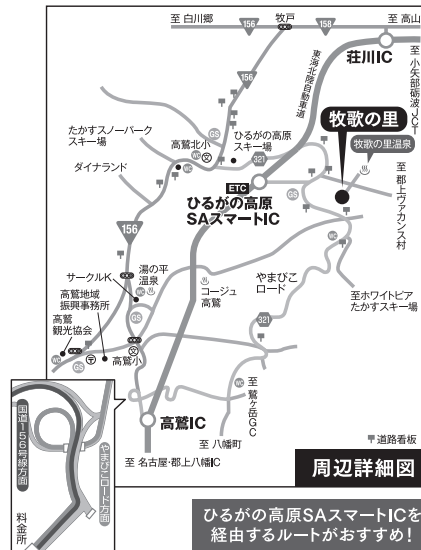 至 白川郷
156
牧戸
158
至 高山
荘川IC
東海北陸自動車道
至 小矢部砺波JCT
156
たかすスノーパーク
スキー場
高鷲北小
GS
WC
文
ひるがの高原
スキー場
321
牧歌の里
牧歌の里温泉
ダイナランド
WC
ETC
ひるがの高原
SAスマートIC
GS
至 郡上ヴァカンス村
156
サークルK
湯の平
温泉
WC
コージュ
高鷲
やまびこ
ロード
至ホワイトピア
たかすスキー場
高鷲地域
振興事務所
高鷲
観光協会
GS
WC
GS
高鷲小
文
321
WC
至 鷲ヶ岳GC
高鷲IC
至 八幡町
至 名古屋・郡上八幡IC
国道156号線方面
やまびこロード方面
料金所
道路看板
周辺詳細図
ひるがの高原SAスマートICを
経由するルートがおすすめ!